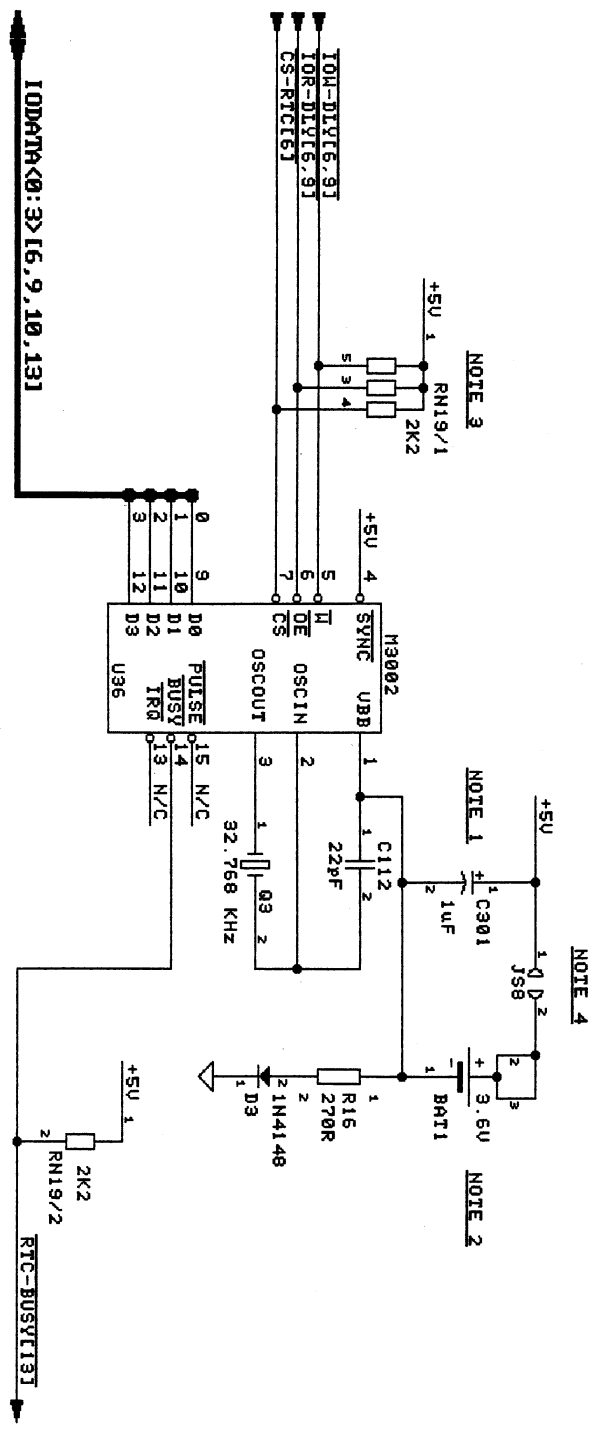 NOTE 4
+5V
1
JS8
2
2
3
NOTE 3
NOTE 1
C301
+
1
1uF
2
+
3.6V
-
1
BAT1
NOTE 2
+5V
1
RN19/1
2K2
5
3
4
+5V
4
M3002
SYNC
VBB
1
C112
1
2
22pF
R16
1
270R
2
IOW-DLY[6,9]
IOR-DLY[6,9]
CS-RTC[6]
5
6
7
W
OE
CS
OSCIN
OSCOUT
2
3
1
Q3
2
32.768 KHz
1N4148
2
D3
1
0
1
2
3
9
10
11
12
D0
D1
D2
D3
PULSE
BUSY
IRQ
U36
15
14
13
N/C
N/C
+5V
1
2K2
2
RN19/2
IODATA<0:3>[6,9,10,13]
RTC-BUSY[13]